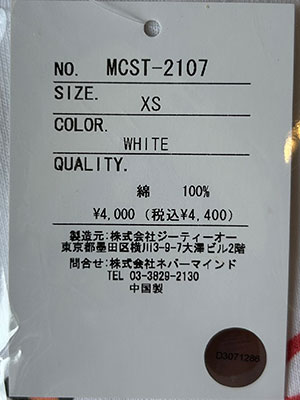 NO. MCST-2107
SIZE.
XS
COLOR.
WHITE
QUALITY.
綿 100%
¥4,000 (税込¥4,400)
製造元:株式会社ジーティーオー
東京都墨田区横川3-9-7大澤ビル2階
問合せ:株式会社ネバーマインド
TEL 03-3829-2130
中国製
D3071286